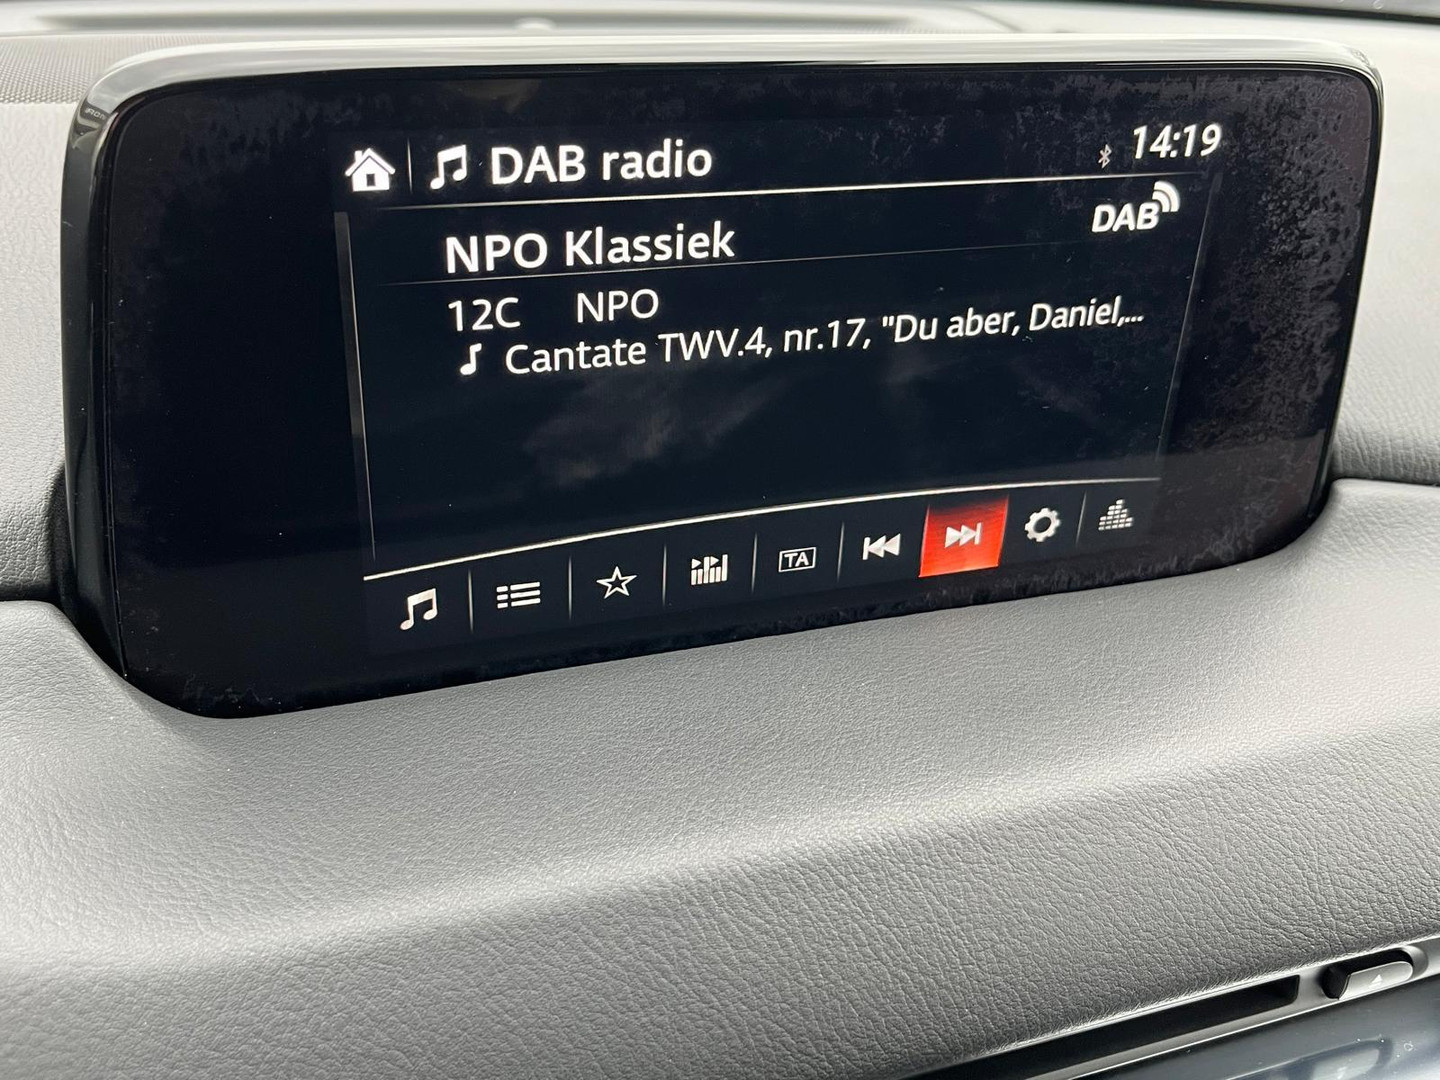 DAB radio
14:19
DAB
NPO Klassiek
12C NPO
Cantate TWV.4, nr.17, "Du aber, Daniel,...
TA